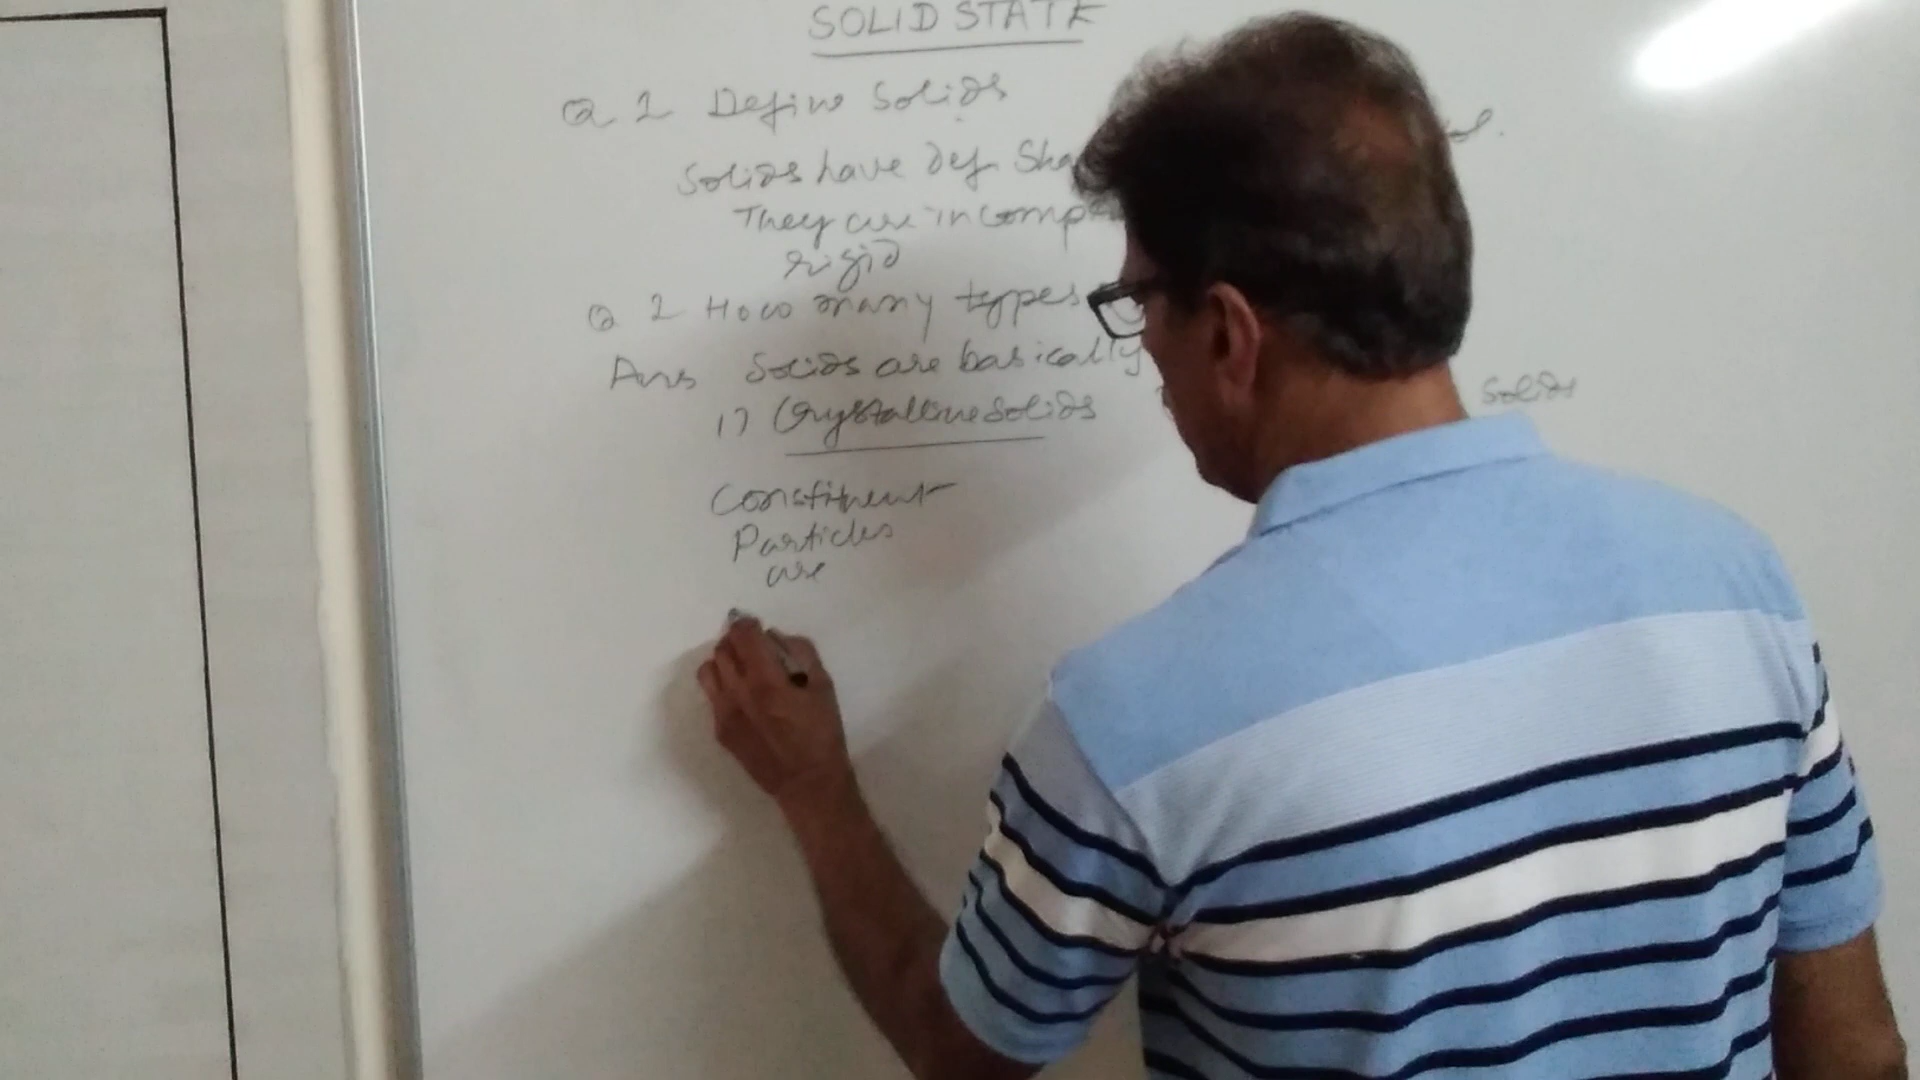 SOLID STATE
Q 1 Define Solids
Solids have def. Sha
They are incomp
rigid
Q 2 How many types
Ans Solids are basically
Solids
1) Crystalline Solids
Constituent
Particles
are